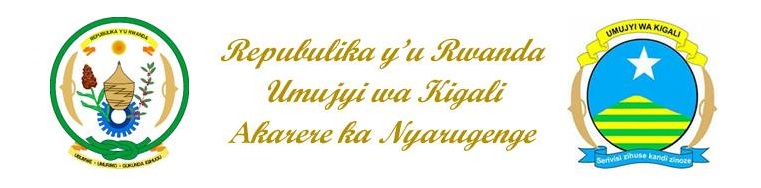 REPUBULIKA Y'U RWANDA
UBUMWE - UMURIMO - GUKUNDA IGIHUGU
Repubulika y'u Rwanda
Umujyi wa Kigali
Akarere ka Nyarugenge
UMUJYI WA KIGALI
Serivisi zihuse kandi zinoze